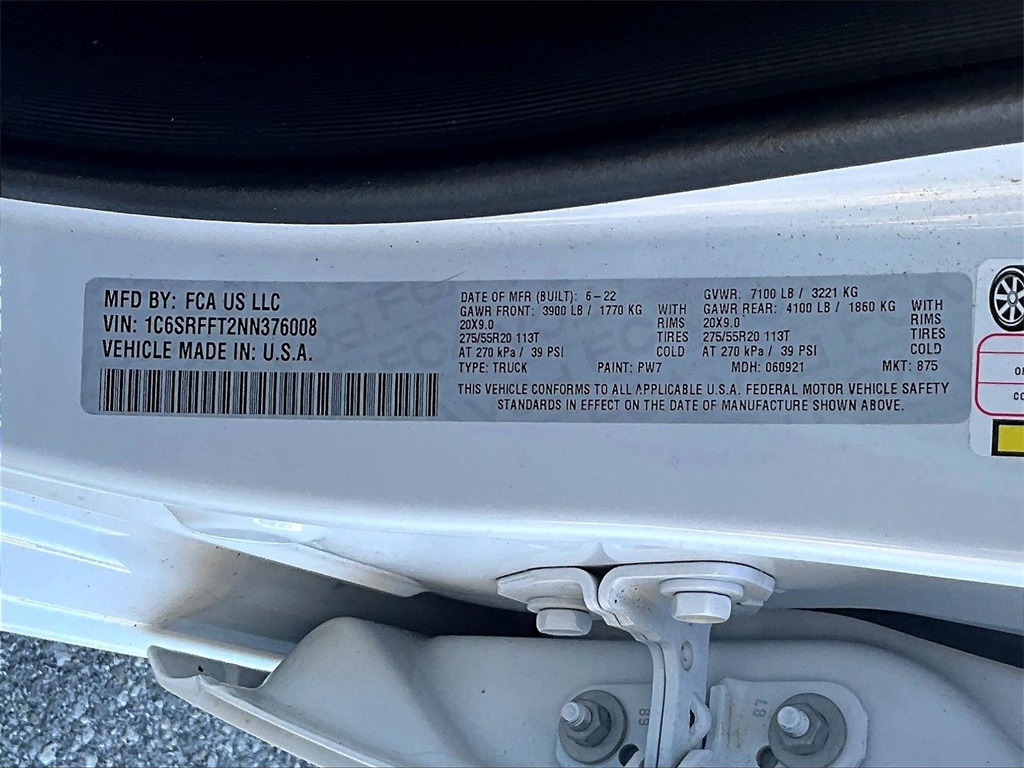 MFD BY: FCA US LLC
VIN: 1C6SRFFT2NN376008
VEHICLE MADE IN: U.S.A.
DATE OF MFR (BUILT): 6-22
GAWR FRONT: 3900 LB / 1770 KG WITH
20X9.0 RIMS
275/55R20 113T TIRES
AT 270 kPa / 39 PSI COLD
GVWR: 7100 LB / 3221 KG
GAWR REAR: 4100 LB / 1860 KG WITH
20X9.0 RIMS
275/55R20 113T TIRES
AT 270 kPa / 39 PSI COLD
TYPE: TRUCK PAINT: PW7 MDH: 060921 MKT: 875
THIS VEHICLE CONFORMS TO ALL APPLICABLE U.S.A. FEDERAL MOTOR VEHICLE SAFETY
STANDARDS IN EFFECT ON THE DATE OF MANUFACTURE SHOWN ABOVE.
89
87